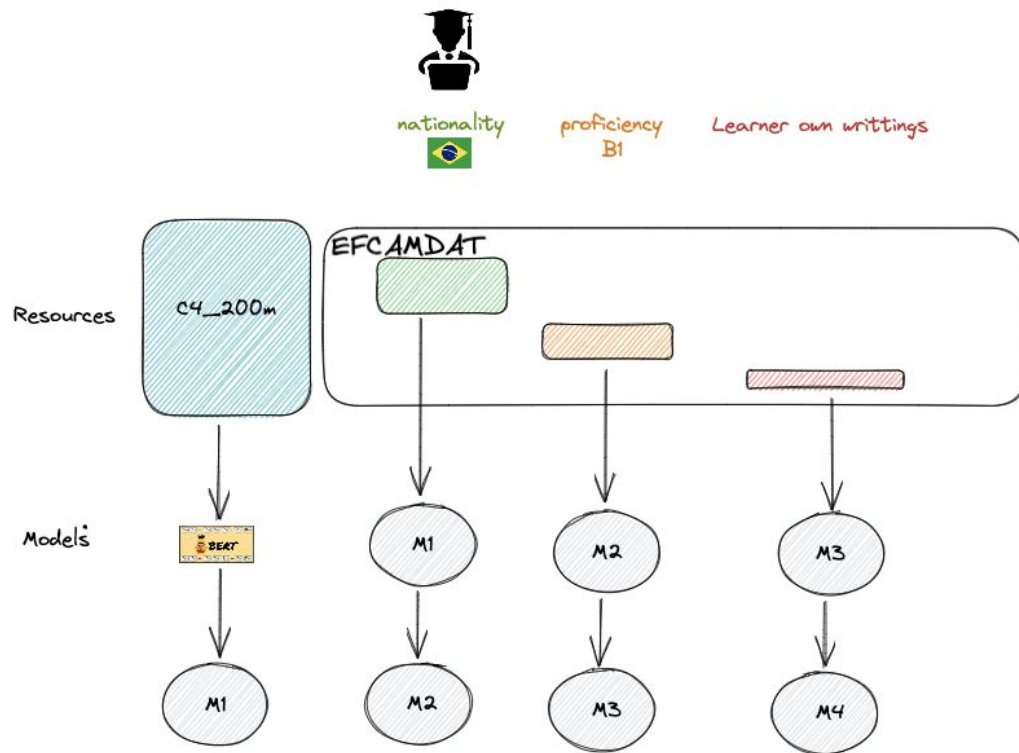 nationality
proficiency
B1
Learner own writtings
EFCAMDAT
C4_200m
Resources
Models
BERT
M1
M2
M3
M1
M2
M3
M4